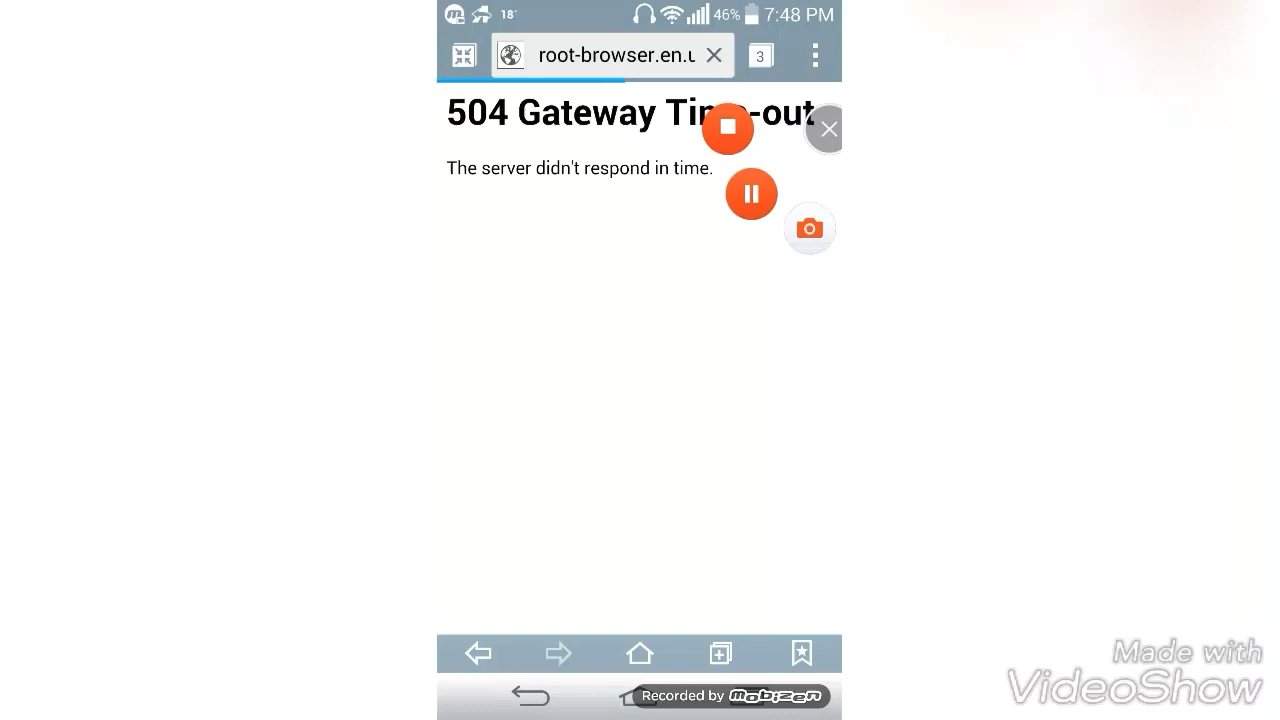 18°
46% 7:48 PM
root-browser.en.u
3
504 Gateway Time-out
The server didn't respond in time.
Recorded by mobizen
Made with
VideoShow